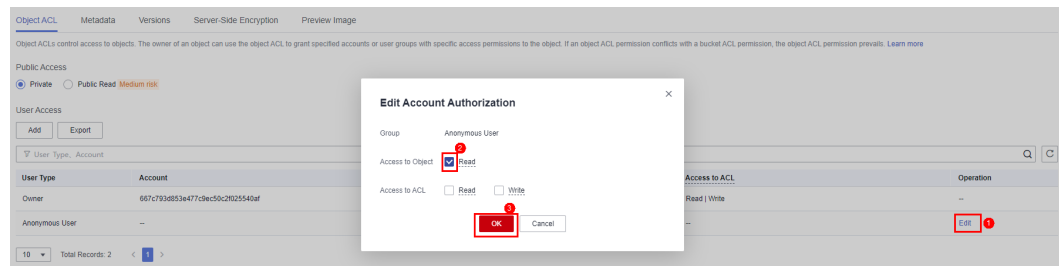 Object ACL Metadata Versions Server-Side Encryption Preview Image
Object ACLs control access to objects. The owner of an object can use the object ACL to grant specified accounts or user groups with specific access permissions to the object. If an object ACL permission conflicts with a bucket ACL permission, the object ACL permission prevails. Learn more
Public Access
Private Public Read Medium risk
User Access
Add Export
User Type, Account
User Type Account Access to ACL Operation
Owner 667c793d853e477c9ec50c2f025540af Read | Write --
Anonymous User -- -- Edit 1
10 Total Records: 2 < 1 >
Edit Account Authorization
Group Anonymous User
2
Access to Object Read
Access to ACL Read Write
3
OK Cancel